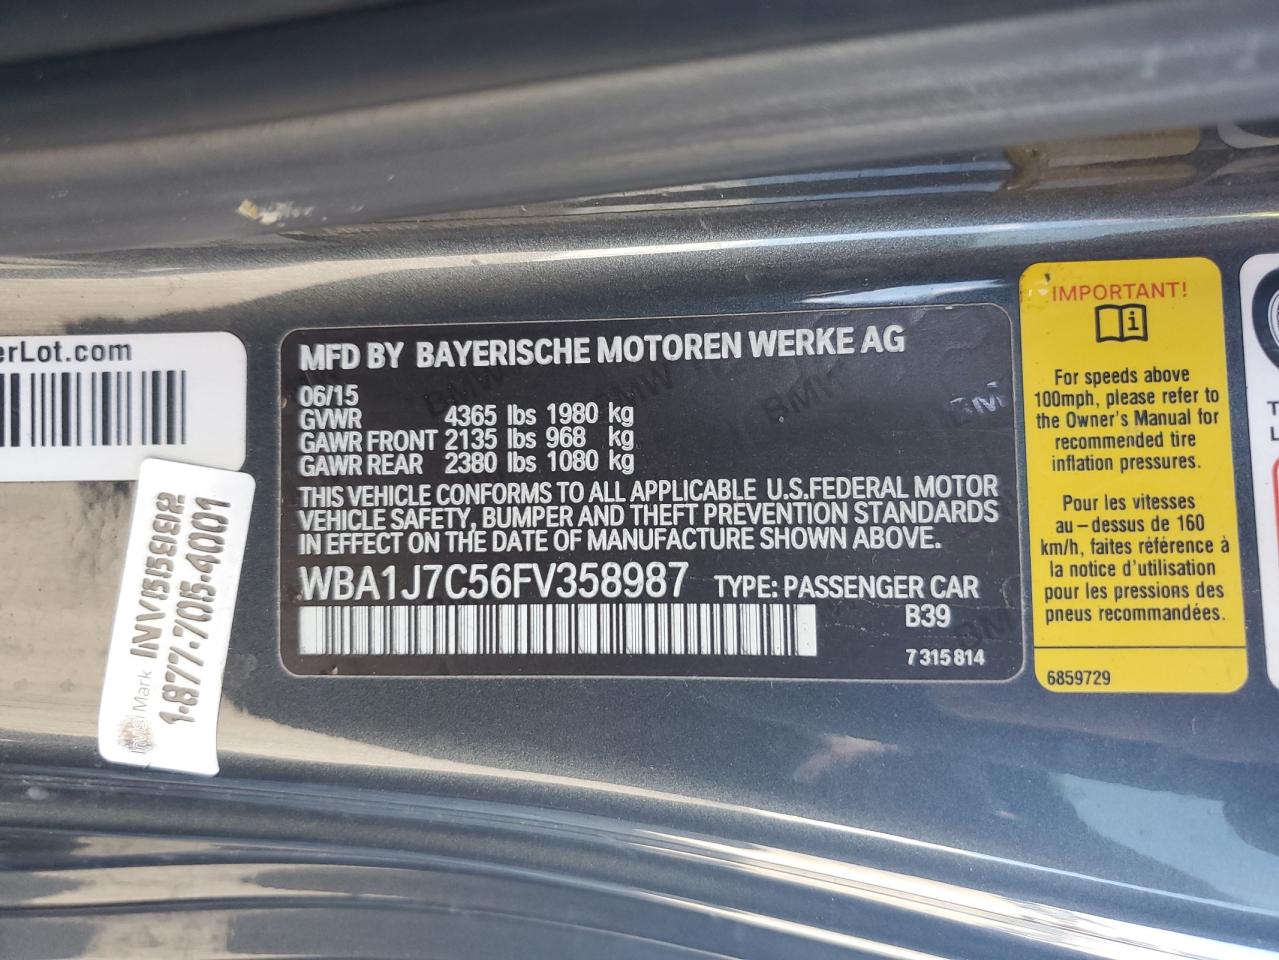 erLot.com
INV15158182
1-877-7015-4001
Mark
MFD BY BAYERISCHE MOTOREN WERKE AG
06/15
GVWR 4365 lbs 1980 kg
GAWR FRONT 2135 lbs 968 kg
GAWR REAR 2380 lbs 1080 kg
THIS VEHICLE CONFORMS TO ALL APPLICABLE U.S.FEDERAL MOTOR
VEHICLE SAFETY, BUMPER AND THEFT PREVENTION STANDARDS
IN EFFECT ON THE DATE OF MANUFACTURE SHOWN ABOVE.
WBA1J7C56FV358987 TYPE: PASSENGER CAR
B39
7 315 814
IMPORTANT!
For speeds above
100mph, please refer to
the Owner's Manual for
recommended tire
inflation pressures.
Pour les vitesses
au-dessus de 160
km/h, faites référence à
la notice d'utilisation
pour les pressions des
pneus recommandées.
6859729